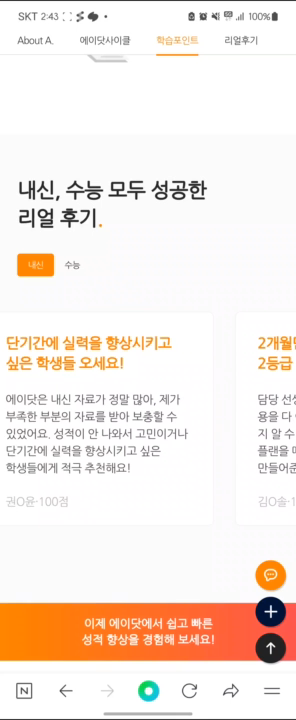 SKT 2:43
100%
About A.
에이닷사이클
학습포인트
리얼후기
내신, 수능 모두 성공한
리얼 후기.
내신
수능
단기간에 실력을 향상시키고
싶은 학생들 오세요!
에이닷은 내신 자료가 정말 많아, 제가
부족한 부분의 자료를 받아 보충할 수
있었어요. 성적이 안 나와서 고민이거나
단기간에 실력을 향상시키고 싶은
학생들에게 적극 추천해요!
권O윤·100점
2개월만
2등급
담당 선생
용을 다
지 알 수
플랜을
만들어준
김O솔·1
이제 에이닷에서 쉽고 빠른
성적 향상을 경험해 보세요!
N